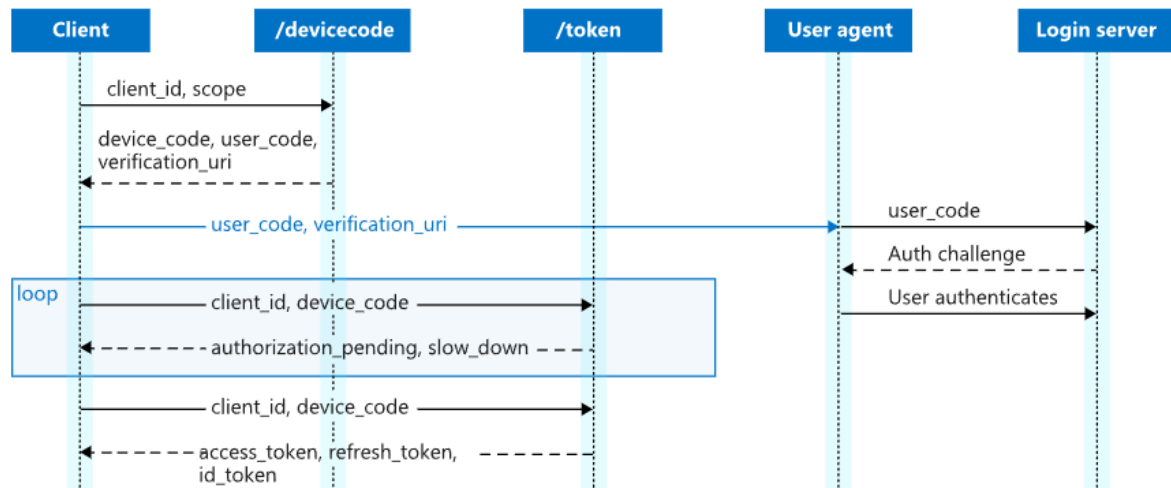 Client
/devicecode
/token
User agent
Login server
client_id, scope
device_code, user_code,
verification_uri
user_code, verification_uri
user_code
Auth challenge
loop
client_id, device_code
User authenticates
authorization_pending, slow_down
client_id, device_code
access_token, refresh_token,
id_token